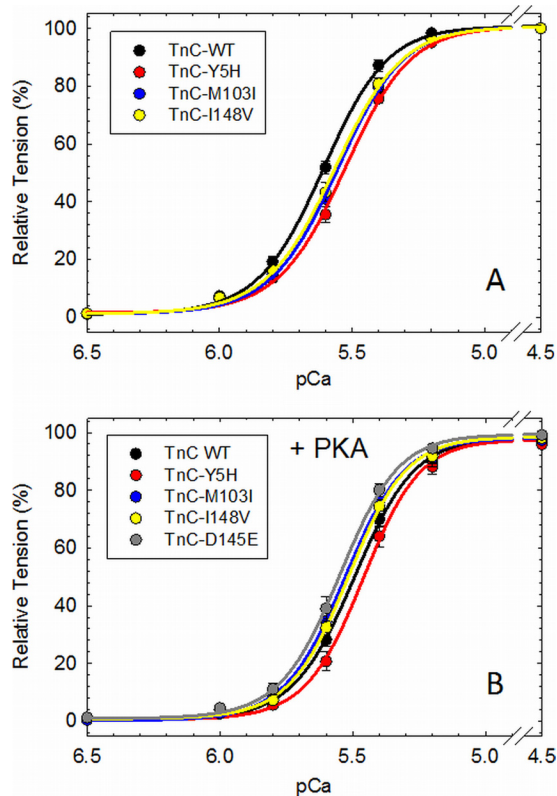 100
80
60
40
20
0
Relative Tension (%)
TnC-WT
TnC-Y5H
TnC-M103I
TnC-I148V
A
6.5 6.0 5.5 5.0 4.5
pCa
+ PKA
100
80
60
40
20
0
Relative Tension (%)
TnC WT
TnC-Y5H
TnC-M103I
TnC-I148V
TnC-D145E
B
6.5 6.0 5.5 5.0 4.5
pCa